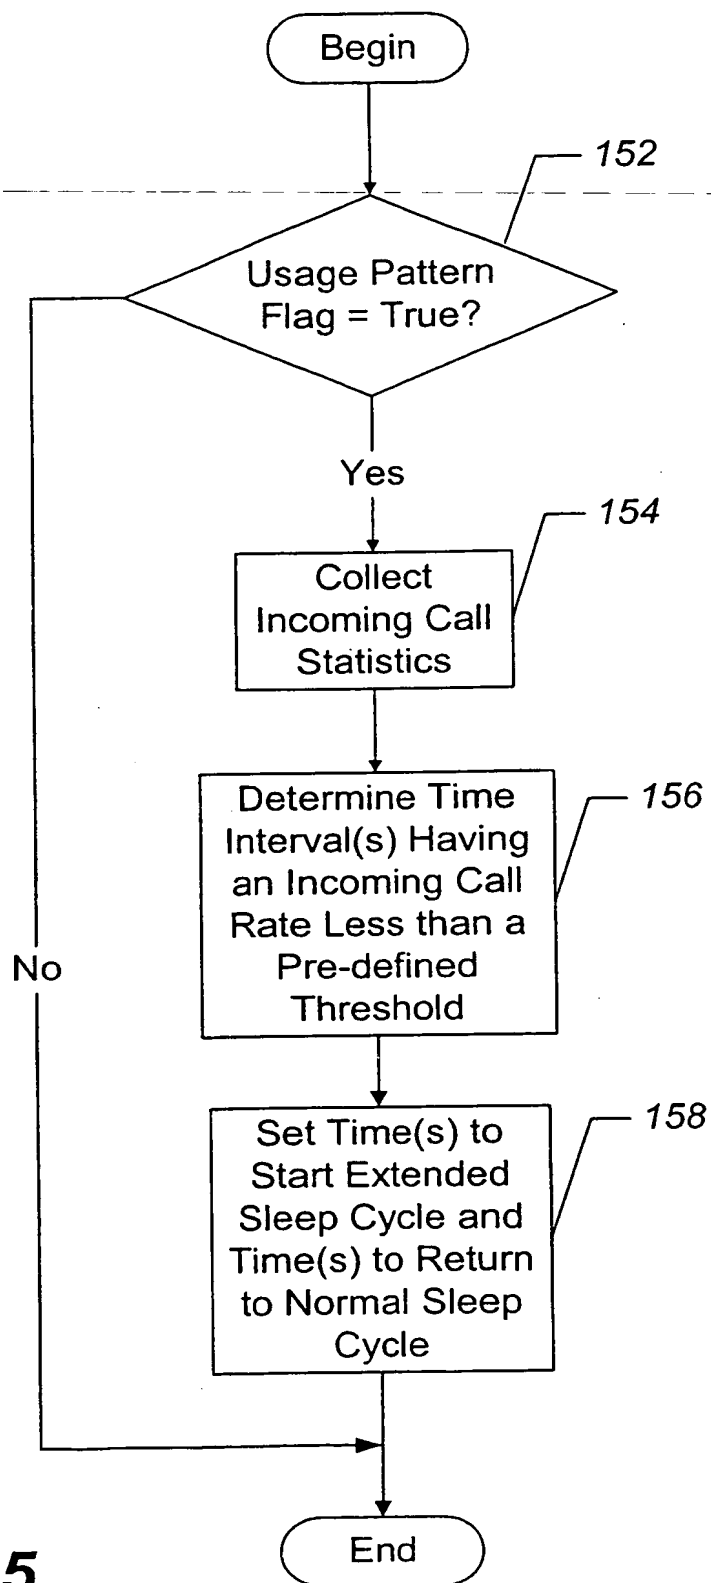 Begin
152
Usage Pattern
Flag = True?
Yes
154
Collect
Incoming Call
Statistics
156
Determine Time
Interval(s) Having
an Incoming Call
Rate Less than a
Pre-defined
Threshold
No
158
Set Time(s) to
Start Extended
Sleep Cycle and
Time(s) to Return
to Normal Sleep
Cycle
End
5